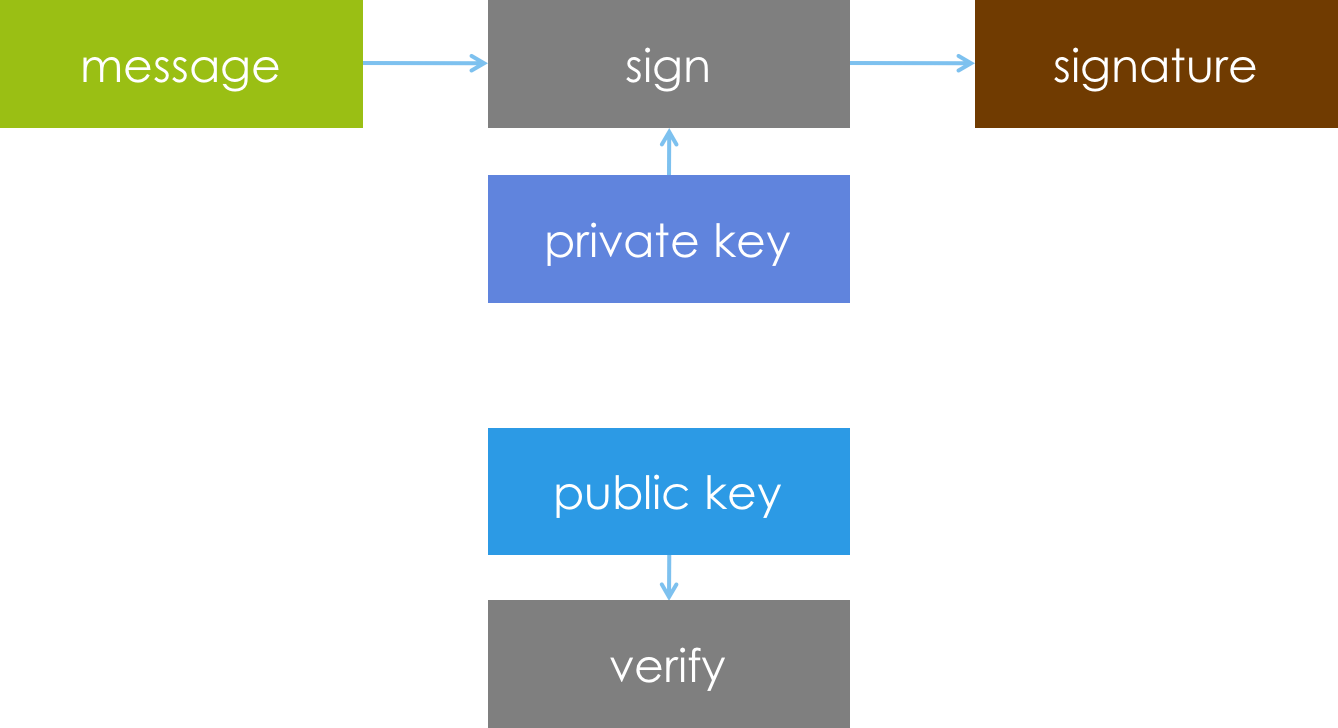 message
sign
signature
private key
public key
verify